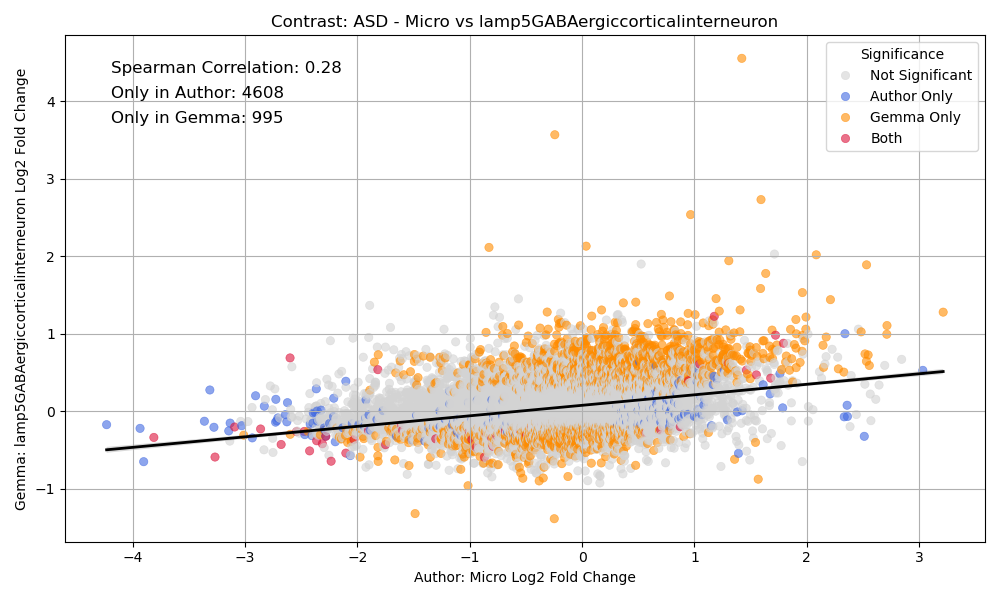 Contrast: ASD - Micro vs lamp5GABAergiccorticalinterneuron
Spearman Correlation: 0.28
Only in Author: 4608
Only in Gemma: 995
Significance
Not Significant
Author Only
Gemma Only
Both
Gemma: lamp5GABAergiccorticalinterneuron Log2 Fold Change
4
3
2
1
0
−1
−4
−3
−2
−1
0
1
2
3
Author: Micro Log2 Fold Change